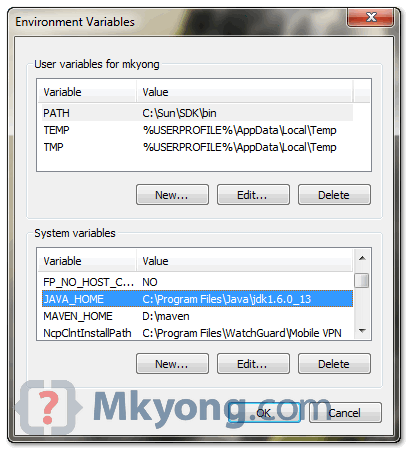 Environment Variables
User variables for mkyong
Variable Value
PATH C:\Sun\SDK\bin
TEMP %USERPROFILE%\AppData\Local\Temp
TMP %USERPROFILE%\AppData\Local\Temp
New... Edit... Delete
System variables
Variable Value
FP_NO_HOST_C... NO
JAVA_HOME C:\Program Files\Java\jdk1.6.0_13
MAVEN_HOME D:\maven
NcpClntInstallPath C:\Program Files\WatchGuard\Mobile VPN
New... Edit... Delete
{?} Mkyong.com
OK Cancel